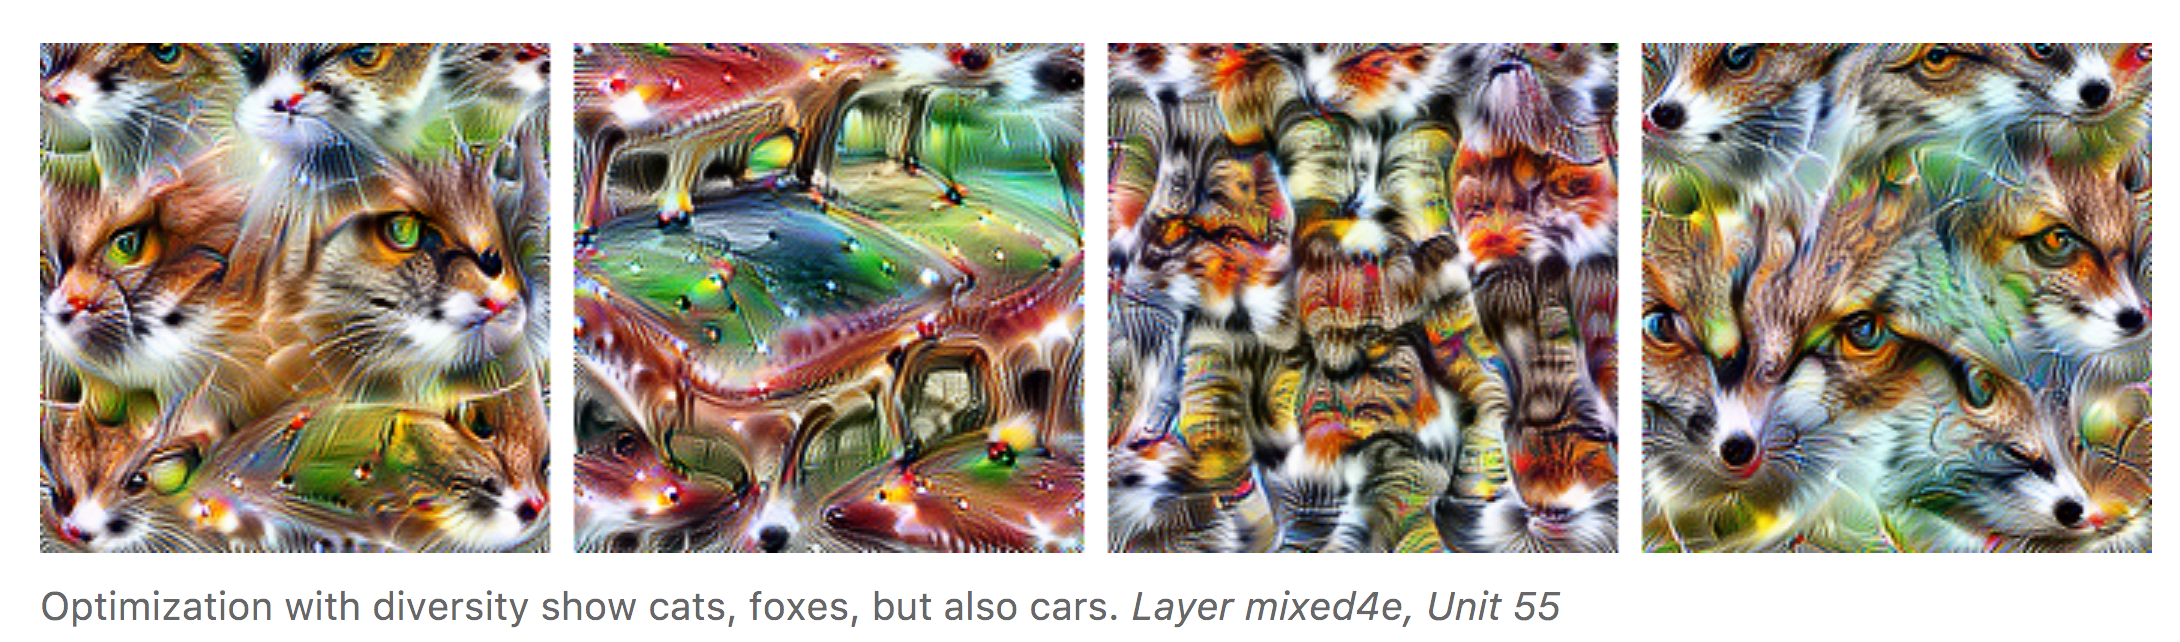 Optimization with diversity show cats, foxes, but also cars. Layer mixed4e, Unit 55